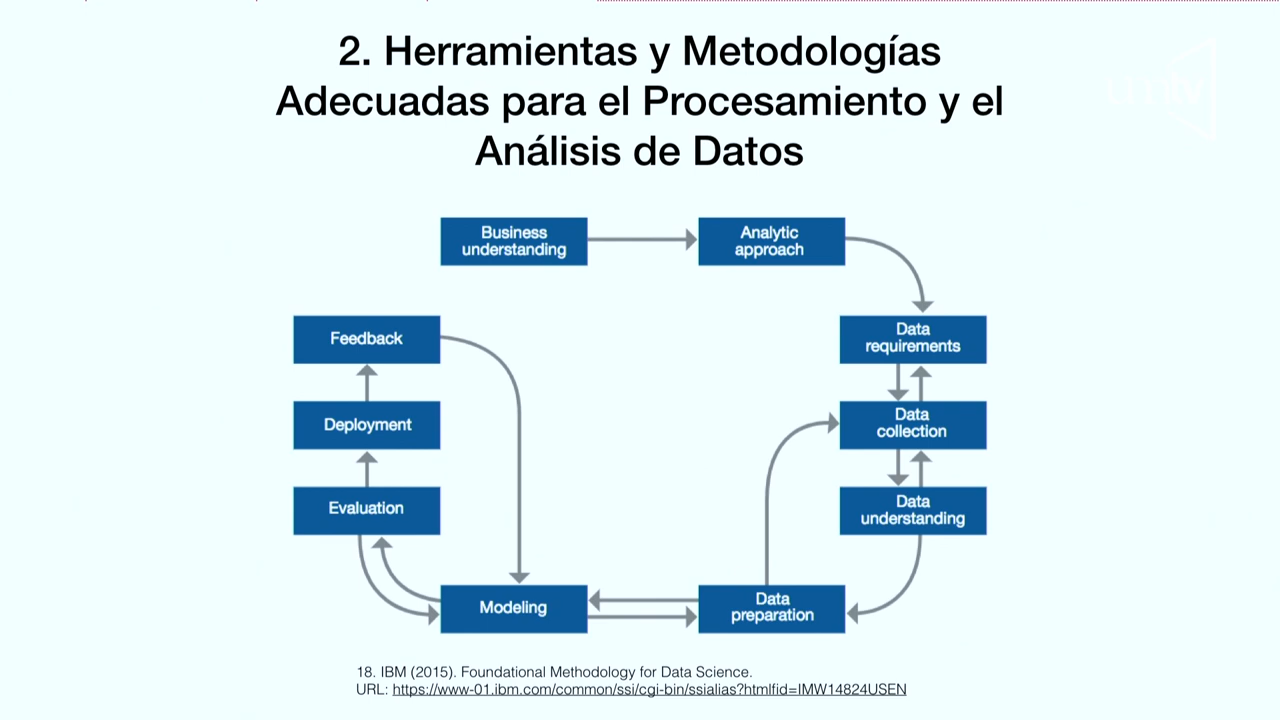 2. Herramientas y Metodologías
Adecuadas para el Procesamiento y el
Análisis de Datos
Business
understanding
Analytic
approach
Data
requirements
Data
collection
Data
understanding
Data
preparation
Modeling
Evaluation
Deployment
Feedback
18. IBM (2015). Foundational Methodology for Data Science.
URL: https://www-01.ibm.com/common/ssi/cgi-bin/ssialias?htmlfid=IMW14824USEN